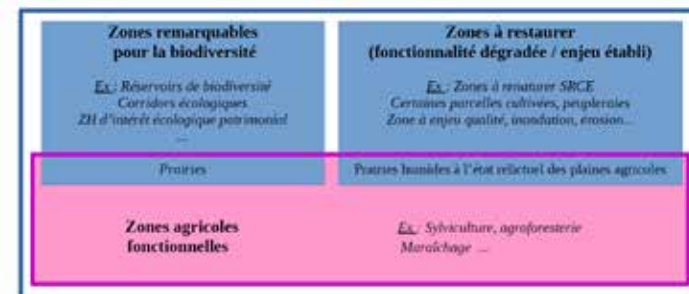 Zones remarquables
pour la biodiversité
Ex : Réservoirs de biodiversité
Corridors écologiques
ZH d'intérêt écologique patrimonial
...
Prairies
Zones à restaurer
(fonctionnalité dégradée / enjeu établi)
Ex : Zones à renaturer SRCE
Certaines parcelles cultivées, peupleraies
Zone à enjeu qualité, inondation, érosion...
Prairies humides à l'état relictuel des plaines agricoles
Zones agricoles
fonctionnelles
Ex : Sylviculture, agroforesterie
Maraîchage ...